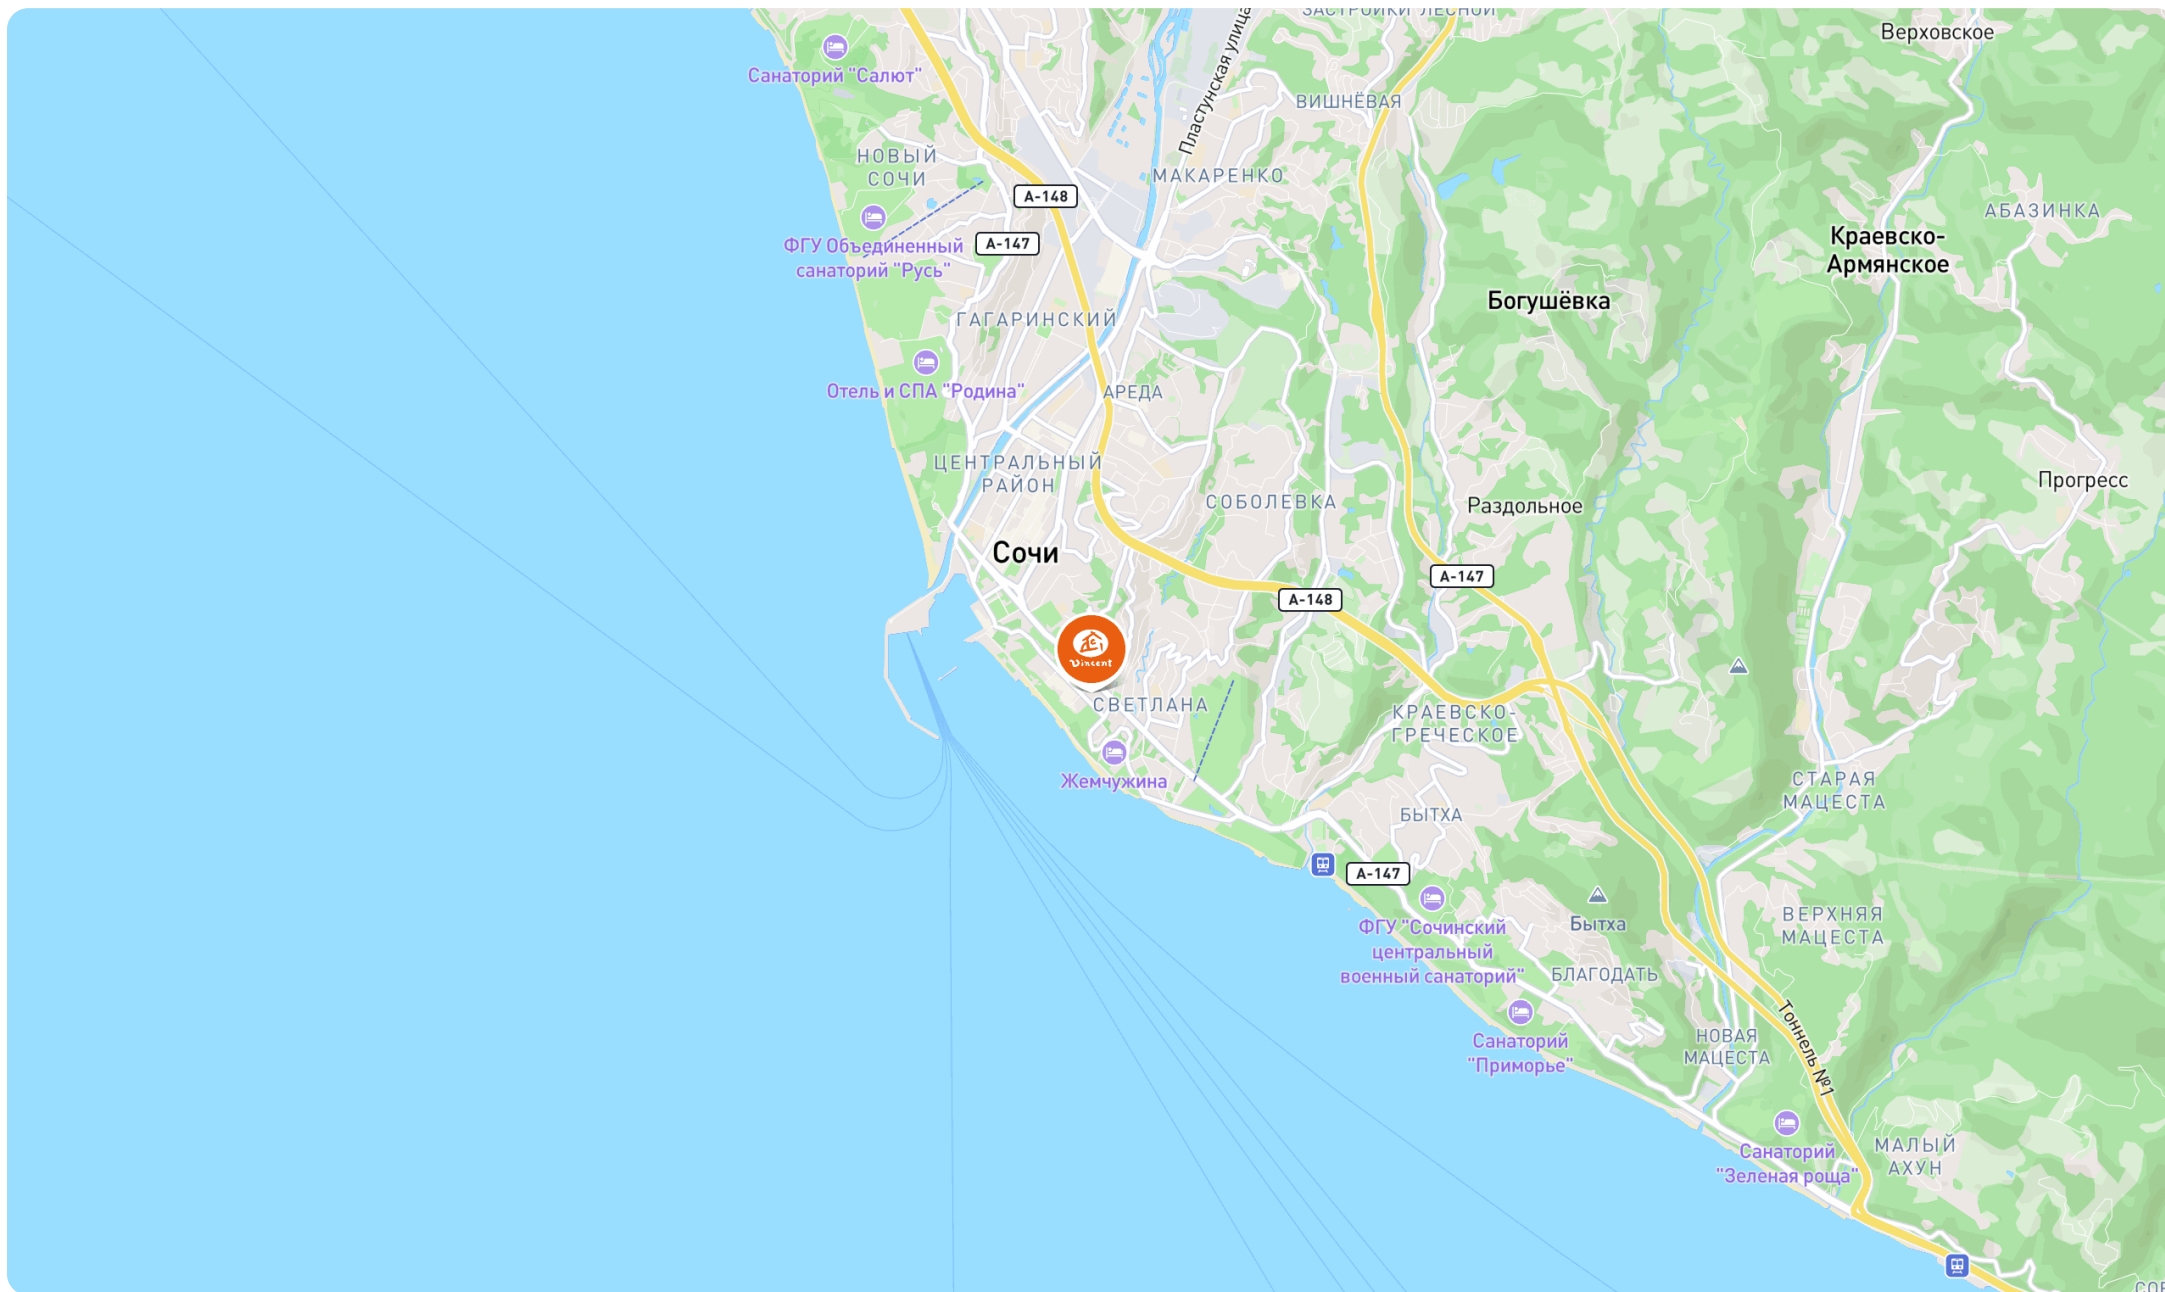 ЗАСТРОЙКИ ЛЕСНОЙ
Верховское
Санаторий "Салют"
Пластунская улица
ВИШНЁВАЯ
НОВЫЙ
СОЧИ
МАКАРЕНКО
А-148
АБАЗИНКА
ФГУ Объединенный
санаторий "Русь"
А-147
Краевско-
Армянское
Богушёвка
ГАГАРИНСКИЙ
Отель и СПА "Родина"
АРЕДА
ЦЕНТРАЛЬНЫЙ
РАЙОН
СОБОЛЕВКА
Раздольное
Прогресс
Сочи
А-147
А-148
Vincent
СВЕТЛАНА
КРАЕВСКО-
ГРЕЧЕСКОЕ
Жемчужина
СТАРАЯ
МАЦЕСТА
БЫТХА
А-147
ФГУ "Сочинский
центральный
военный санаторий"
Бытха
ВЕРХНЯЯ
МАЦЕСТА
БЛАГОДАТЬ
Санаторий
"Приморье"
НОВАЯ
МАЦЕСТА
Тоннель №1
Санаторий
"Зеленая роща"
МАЛЫЙ
АХУН